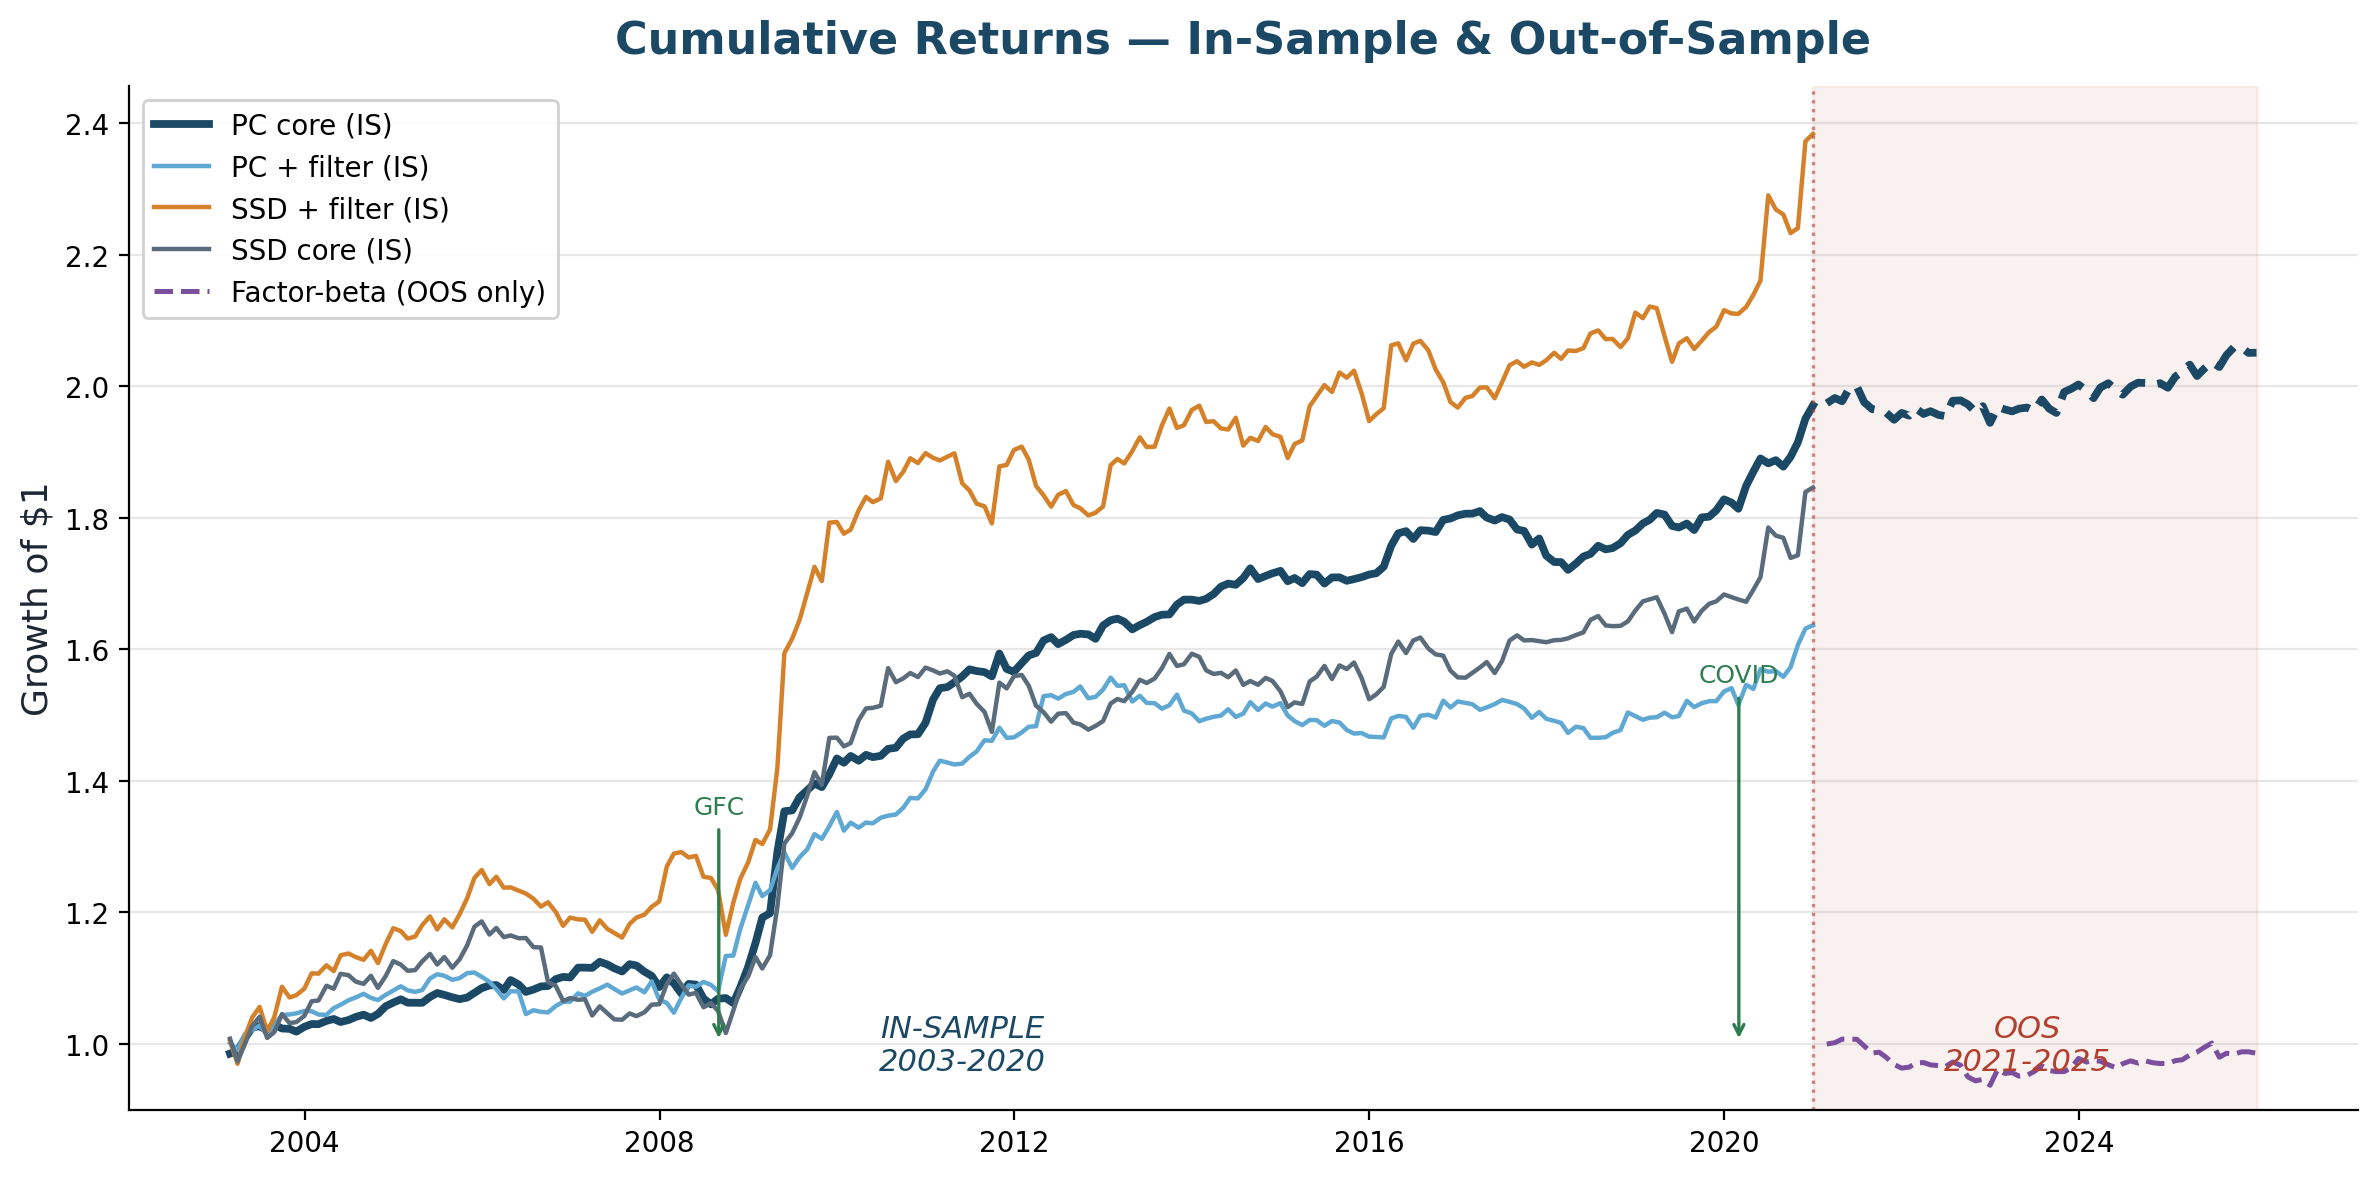 Cumulative Returns — In-Sample & Out-of-Sample
Growth of $1
2.4
2.2
2.0
1.8
1.6
1.4
1.2
1.0
PC core (IS)
PC + filter (IS)
SSD + filter (IS)
SSD core (IS)
Factor-beta (OOS only)
GFC
COVID
IN-SAMPLE
2003-2020
OOS
2021-2025
2004
2008
2012
2016
2020
2024